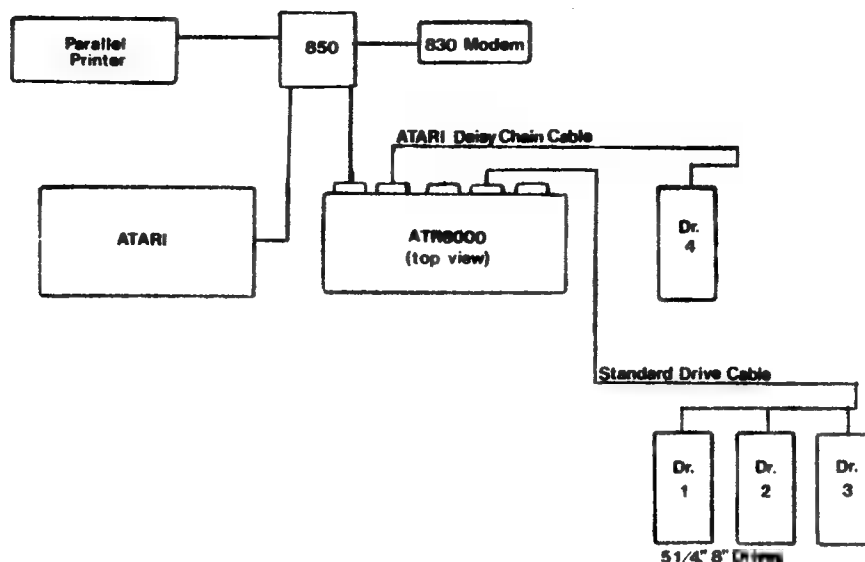 Parallel
Printer
850
830 Modem
ATARI Daisy Chain Cable
ATARI
ATR8000
(top view)
Dr.
4
Standard Drive Cable
Dr.
1
Dr.
2
Dr.
3
5 1/4" 8" Drives